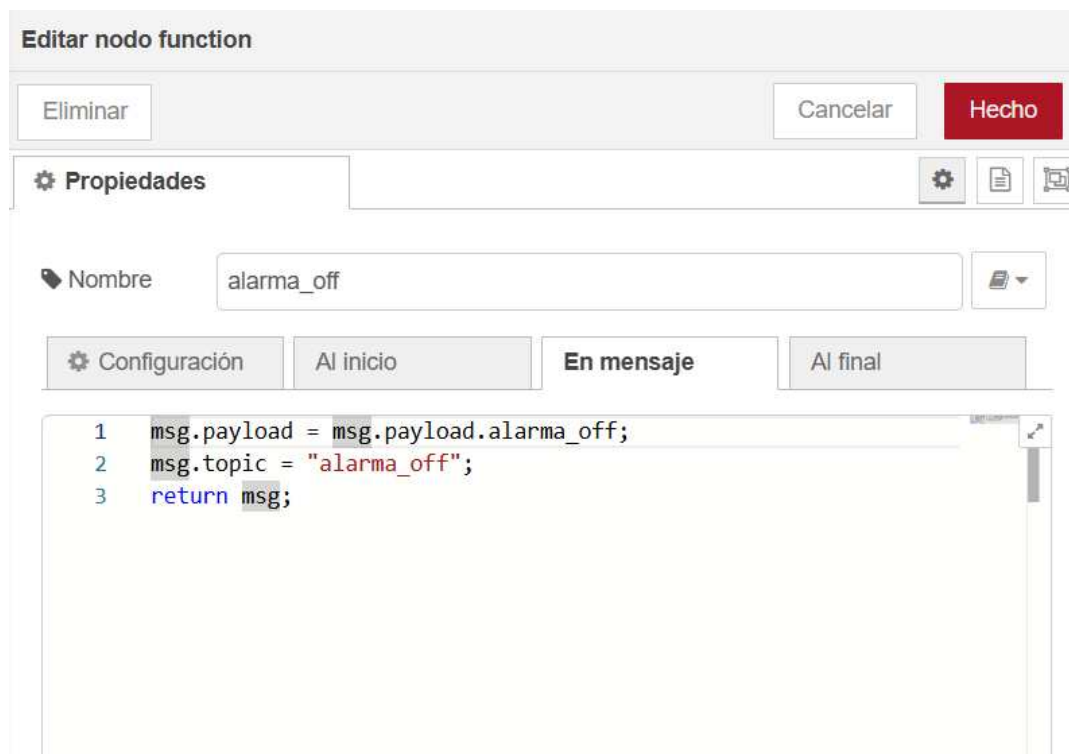 Editar nodo function
Eliminar Cancelar Hecho
Propiedades
Nombre alarma_off
Configuración Al inicio En mensaje Al final
1 msg.payload = msg.payload.alarma_off;
2 msg.topic = "alarma_off";
3 return msg;